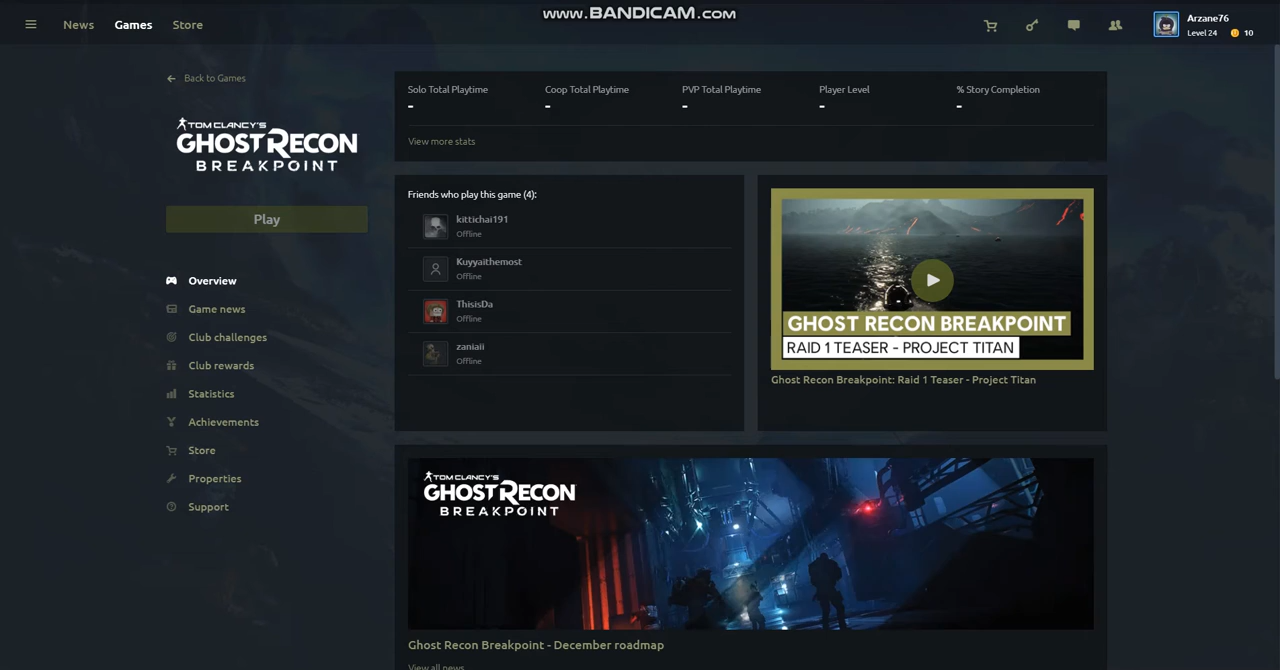 www.BANDICAM.com
News Games Store
Arzane76
Level 24 10
Back to Games
TOM CLANCY'S
GHOST RECON
BREAKPOINT
Play
Overview
Game news
Club challenges
Club rewards
Statistics
Achievements
Store
Properties
Support
Solo Total Playtime Coop Total Playtime PVP Total Playtime Player Level % Story Completion
- - - - -
View more stats
Friends who play this game (4):
kittichai191
Offline
Kuyyaithemost
Offline
ThisisDa
Offline
zaniaii
Offline
GHOST RECON BREAKPOINT
RAID 1 TEASER - PROJECT TITAN
Ghost Recon Breakpoint: Raid 1 Teaser - Project Titan
TOM CLANCY'S
GHOST RECON
BREAKPOINT
Ghost Recon Breakpoint - December roadmap
View all news